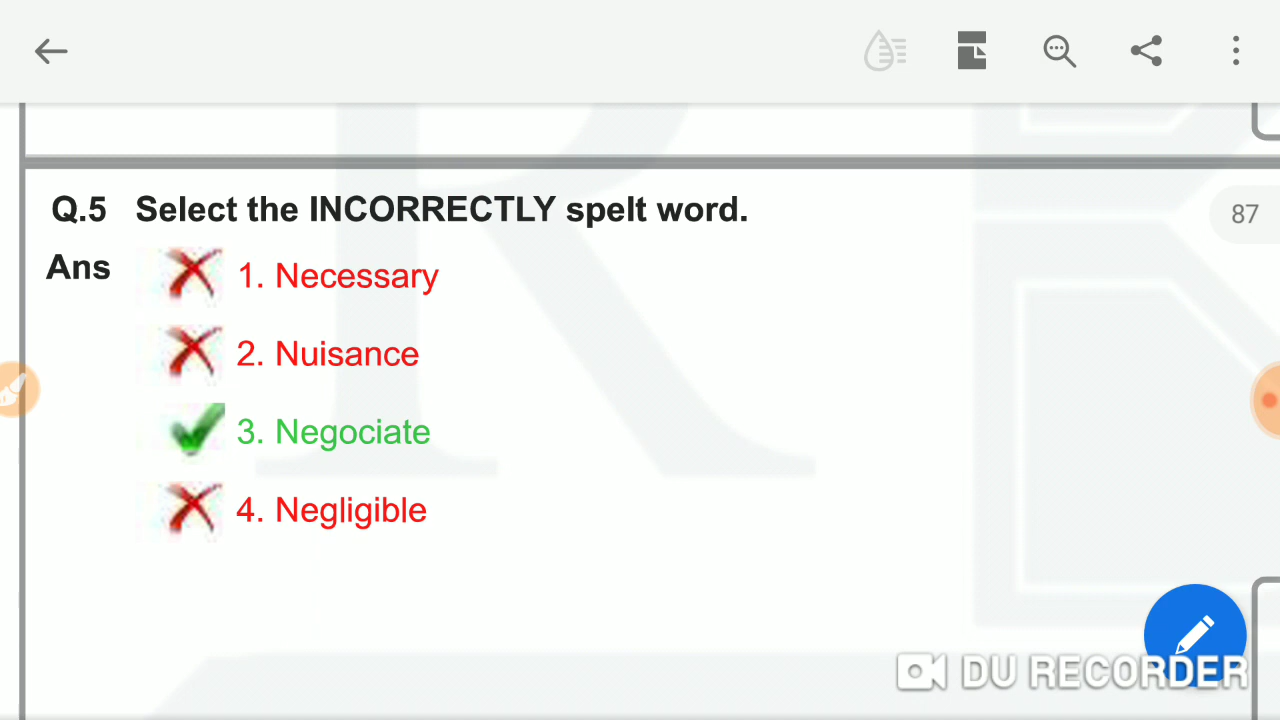 Q.5 Select the INCORRECTLY spelt word.
87
Ans 1. Necessary
2. Nuisance
3. Negociate
4. Negligible
DU RECORDER